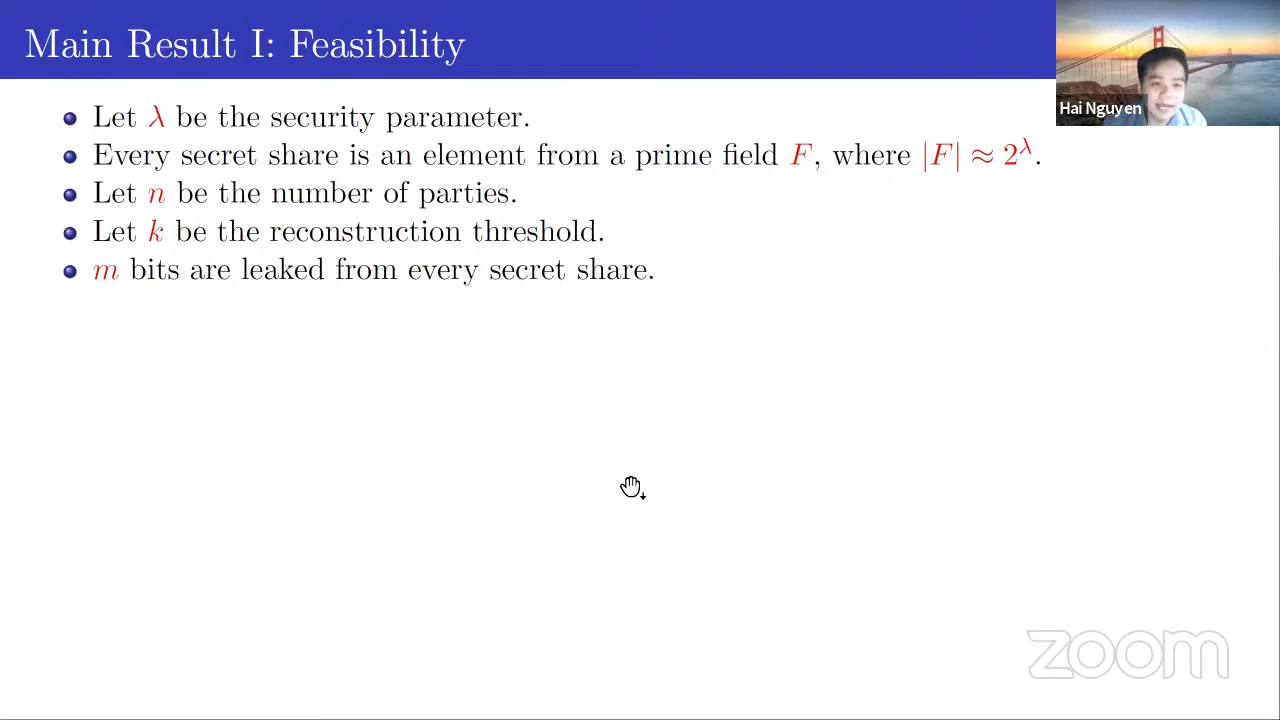 Main Result I: Feasibility
Hai Nguyen
Let λ be the security parameter.
Every secret share is an element from a prime field F, where |F| ≈ 2^λ.
Let n be the number of parties.
Let k be the reconstruction threshold.
m bits are leaked from every secret share.
zoom